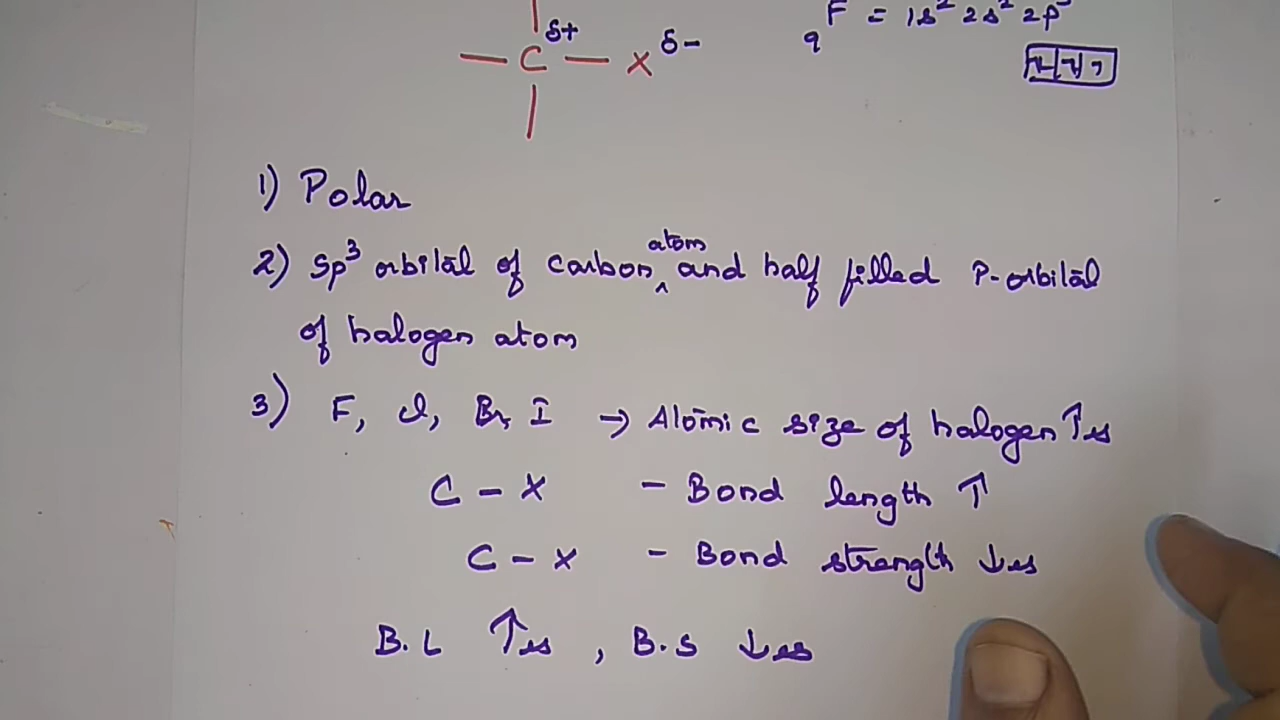 F = 1s² 2s² 2p⁵
9
δ+ δ-
— C — X
1) Polar
2) Sp³ orbital of carbon atom and half filled P-orbital
of halogen atom
3) F, Cl, Br, I → Atomic size of halogen ↑es
C - X - Bond length ↑
C - X - Bond strength ↓es
B.L ↑es , B.S ↓es